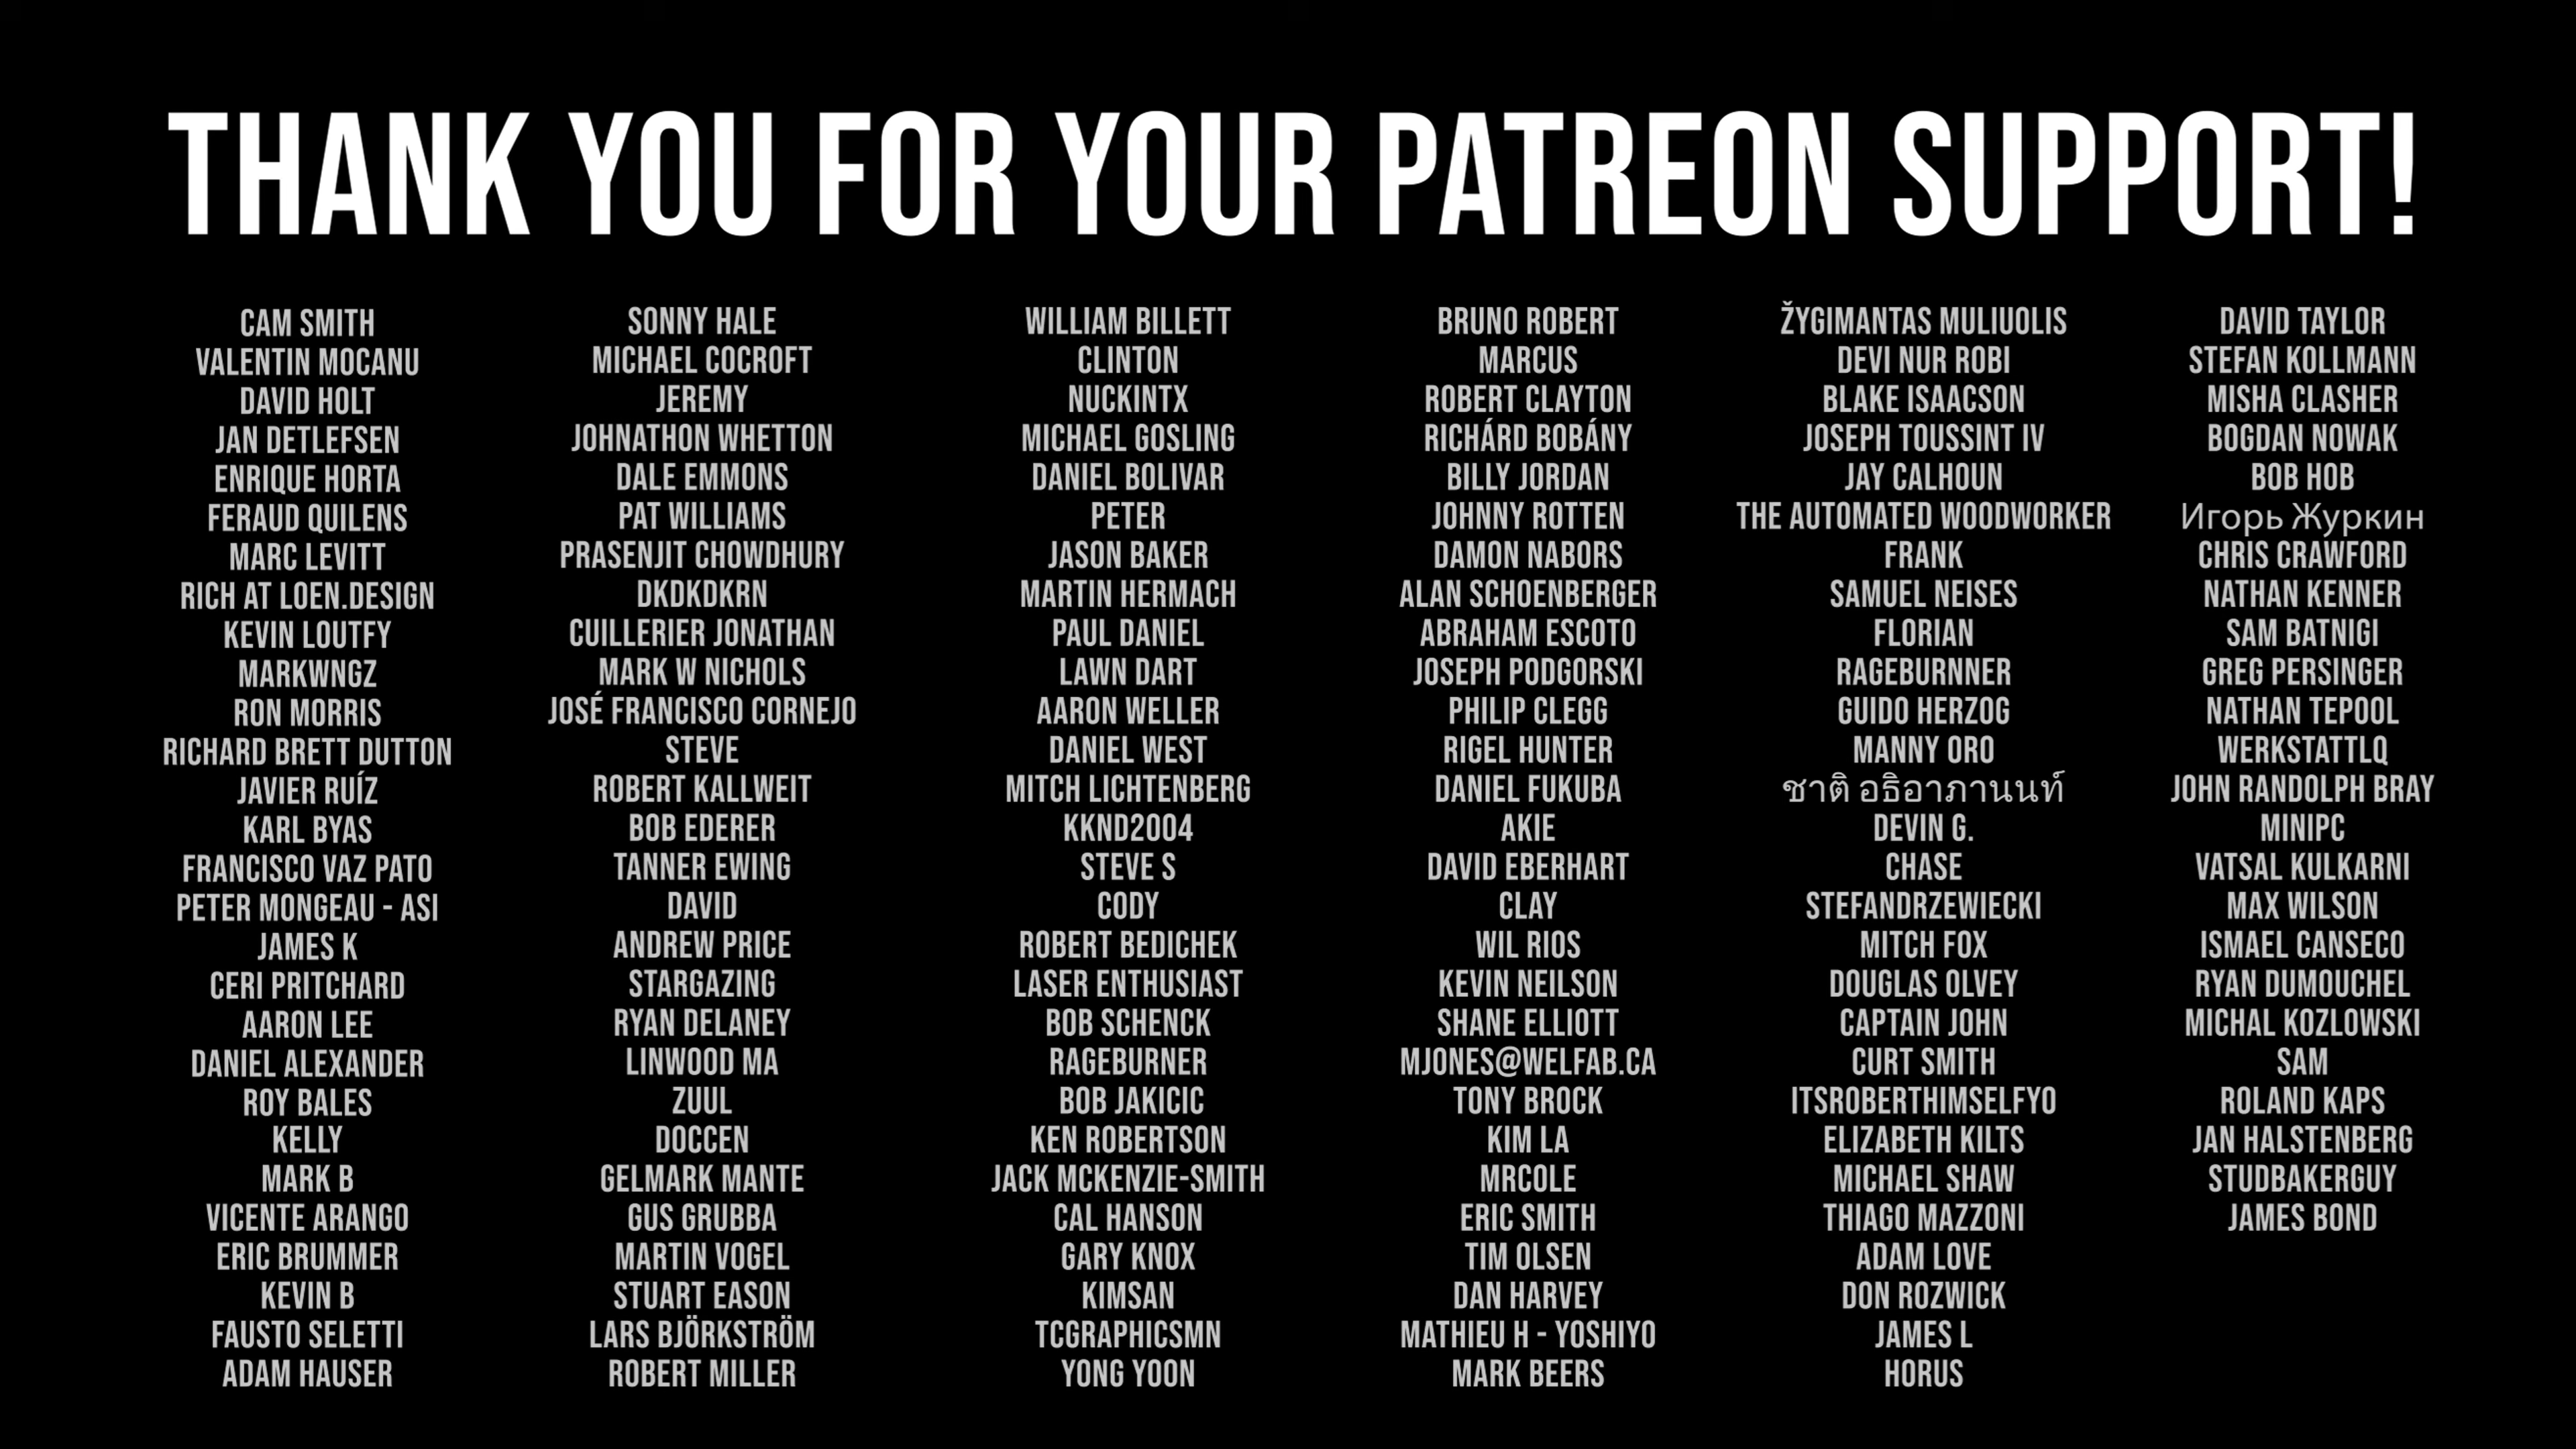 THANK YOU FOR YOUR PATREON SUPPORT!
CAM SMITH
VALENTIN MOCANU
DAVID HOLT
JAN DETLEFSEN
ENRIQUE HORTA
FERAUD QUILENS
MARC LEVITT
RICH AT LOEN.DESIGN
KEVIN LOUTFY
MARKWNGZ
RON MORRIS
RICHARD BRETT DUTTON
JAVIER RUÍZ
KARL BYAS
FRANCISCO VAZ PATO
PETER MONGEAU - ASI
JAMES K
CERI PRITCHARD
AARON LEE
DANIEL ALEXANDER
ROY BALES
KELLY
MARK B
VICENTE ARANGO
ERIC BRUMMER
KEVIN B
FAUSTO SELETTI
ADAM HAUSER
SONNY HALE
MICHAEL COCROFT
JEREMY
JOHNATHON WHETTON
DALE EMMONS
PAT WILLIAMS
PRASENJIT CHOWDHURY
DKDKDKRN
CUILLERIER JONATHAN
MARK W NICHOLS
JOSÉ FRANCISCO CORNEJO
STEVE
ROBERT KALLWEIT
BOB EDERER
TANNER EWING
DAVID
ANDREW PRICE
STARGAZING
RYAN DELANEY
LINWOOD MA
ZUUL
DOCCEN
GELMARK MANTE
GUS GRUBBA
MARTIN VOGEL
STUART EASON
LARS BJÖRKSTRÖM
ROBERT MILLER
WILLIAM BILLETT
CLINTON
NUCKINTX
MICHAEL GOSLING
DANIEL BOLIVAR
PETER
JASON BAKER
MARTIN HERMACH
PAUL DANIEL
LAWN DART
AARON WELLER
DANIEL WEST
MITCH LICHTENBERG
KKND2004
STEVE S
CODY
ROBERT BEDICHEK
LASER ENTHUSIAST
BOB SCHENCK
RAGEBURNER
BOB JAKICIC
KEN ROBERTSON
JACK MCKENZIE-SMITH
CAL HANSON
GARY KNOX
KIMSAN
TCGRAPHICSMN
YONG YOON
BRUNO ROBERT
MARCUS
ROBERT CLAYTON
RICHÁRD BOBÁNY
BILLY JORDAN
JOHNNY ROTTEN
DAMON NABORS
ALAN SCHOENBERGER
ABRAHAM ESCOTO
JOSEPH PODGORSKI
PHILIP CLEGG
RIGEL HUNTER
DANIEL FUKUBA
AKIE
DAVID EBERHART
CLAY
WIL RIOS
KEVIN NEILSON
SHANE ELLIOTT
MJONES@WELFAB.CA
TONY BROCK
KIM LA
MRCOLE
ERIC SMITH
TIM OLSEN
DAN HARVEY
MATHIEU H - YOSHIYO
MARK BEERS
ŽYGIMANTAS MULIUOLIS
DEVI NUR ROBI
BLAKE ISAACSON
JOSEPH TOUSSINT IV
JAY CALHOUN
THE AUTOMATED WOODWORKER
FRANK
SAMUEL NEISES
FLORIAN
RAGEBURNNER
GUIDO HERZOG
MANNY ORO
ชาติ อธิอาภานนท์
DEVIN G.
CHASE
STEFANDRZEWIECKI
MITCH FOX
DOUGLAS OLVEY
CAPTAIN JOHN
CURT SMITH
ITSROBERTHIMSELFYO
ELIZABETH KILTS
MICHAEL SHAW
THIAGO MAZZONI
ADAM LOVE
DON ROZWICK
JAMES L
HORUS
DAVID TAYLOR
STEFAN KOLLMANN
MISHA CLASHER
BOGDAN NOWAK
BOB HOB
Игорь Журкин
CHRIS CRAWFORD
NATHAN KENNER
SAM BATNIGI
GREG PERSINGER
NATHAN TEPOOL
WERKSTATTLQ
JOHN RANDOLPH BRAY
MINIPC
VATSAL KULKARNI
MAX WILSON
ISMAEL CANSECO
RYAN DUMOUCHEL
MICHAL KOZLOWSKI
SAM
ROLAND KAPS
JAN HALSTENBERG
STUDBAKERGUY
JAMES BOND